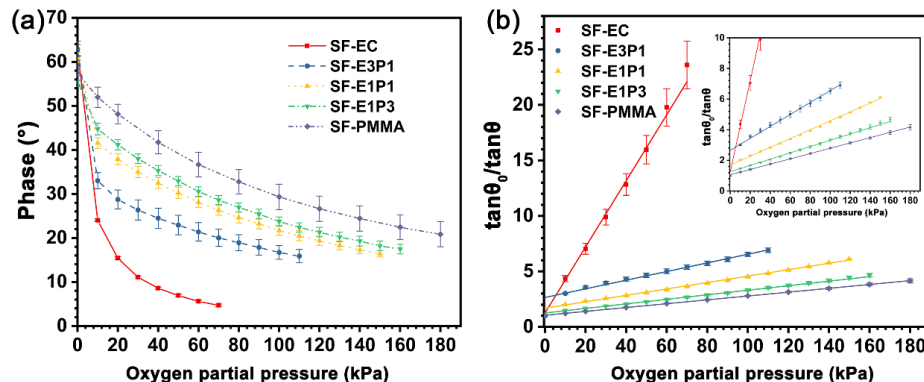 (a)
70
60
50
40
30
20
10
0
Phase (°)
0 20 40 60 80 100 120 140 160 180
Oxygen partial pressure (kPa)
SF-EC
SF-E3P1
SF-E1P1
SF-E1P3
SF-PMMA
(b)
25
20
15
10
5
0
tanθ0/tanθ
0 20 40 60 80 100 120 140 160 180
Oxygen partial pressure (kPa)
SF-EC
SF-E3P1
SF-E1P1
SF-E1P3
SF-PMMA
10
8
6
4
2
0
tanθ0/tanθ
0 20 40 60 80 100 120 140 160 180
Oxygen partial pressure (kPa)